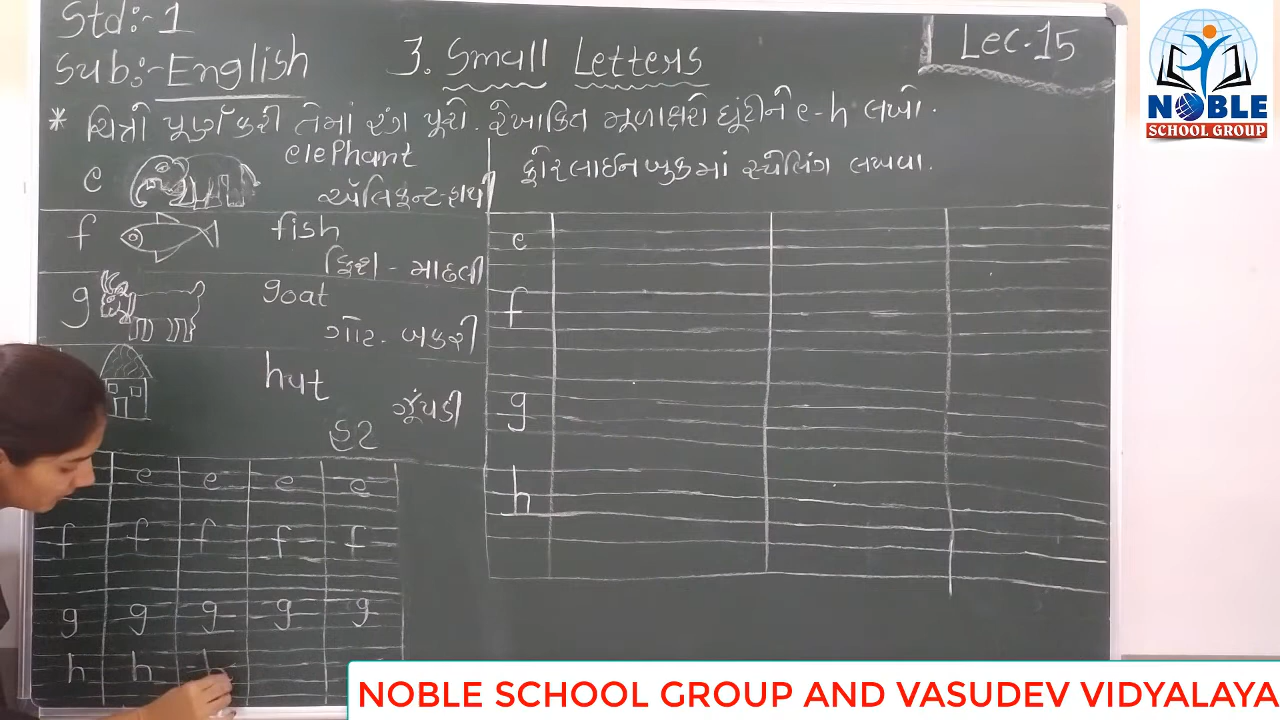 Std:- 1
Sub:- English
3. Small Letters
Lec. 15
NOBLE
SCHOOL GROUP
* ચિત્રો પૂર્ણ કરી તેમાં રંગ પૂરો. રેખાંકિત મૂળાક્ષરો ઘૂંટીને e-h લખો.
ફોરલાઈન બુકમાં સ્પેલિંગ લખવા.
e elephant
ઍલિફન્ટ-હાથી
f fish
ફિશ - માછલી
g goat
ગોટ - બકરી
hut
ઝૂંપડી
હટ
e
f
g
h
e e e e
f f f f f
g g g g g
h h h
NOBLE SCHOOL GROUP AND VASUDEV VIDYALAYA